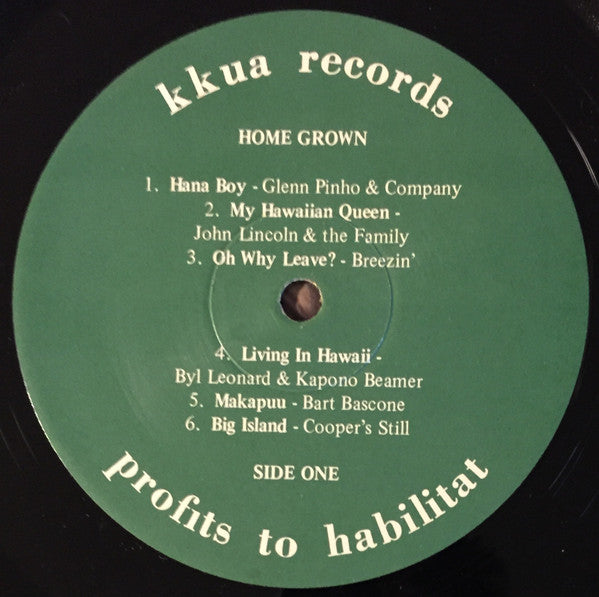 kkua records
HOME GROWN
1. Hana Boy - Glenn Pinho & Company
2. My Hawaiian Queen -
John Lincoln & the Family
3. Oh Why Leave? - Breezin'
4. Living In Hawaii -
Byl Leonard & Kapono Beamer
5. Makapuu - Bart Bascone
6. Big Island - Cooper's Still
SIDE ONE
profits to habilitat